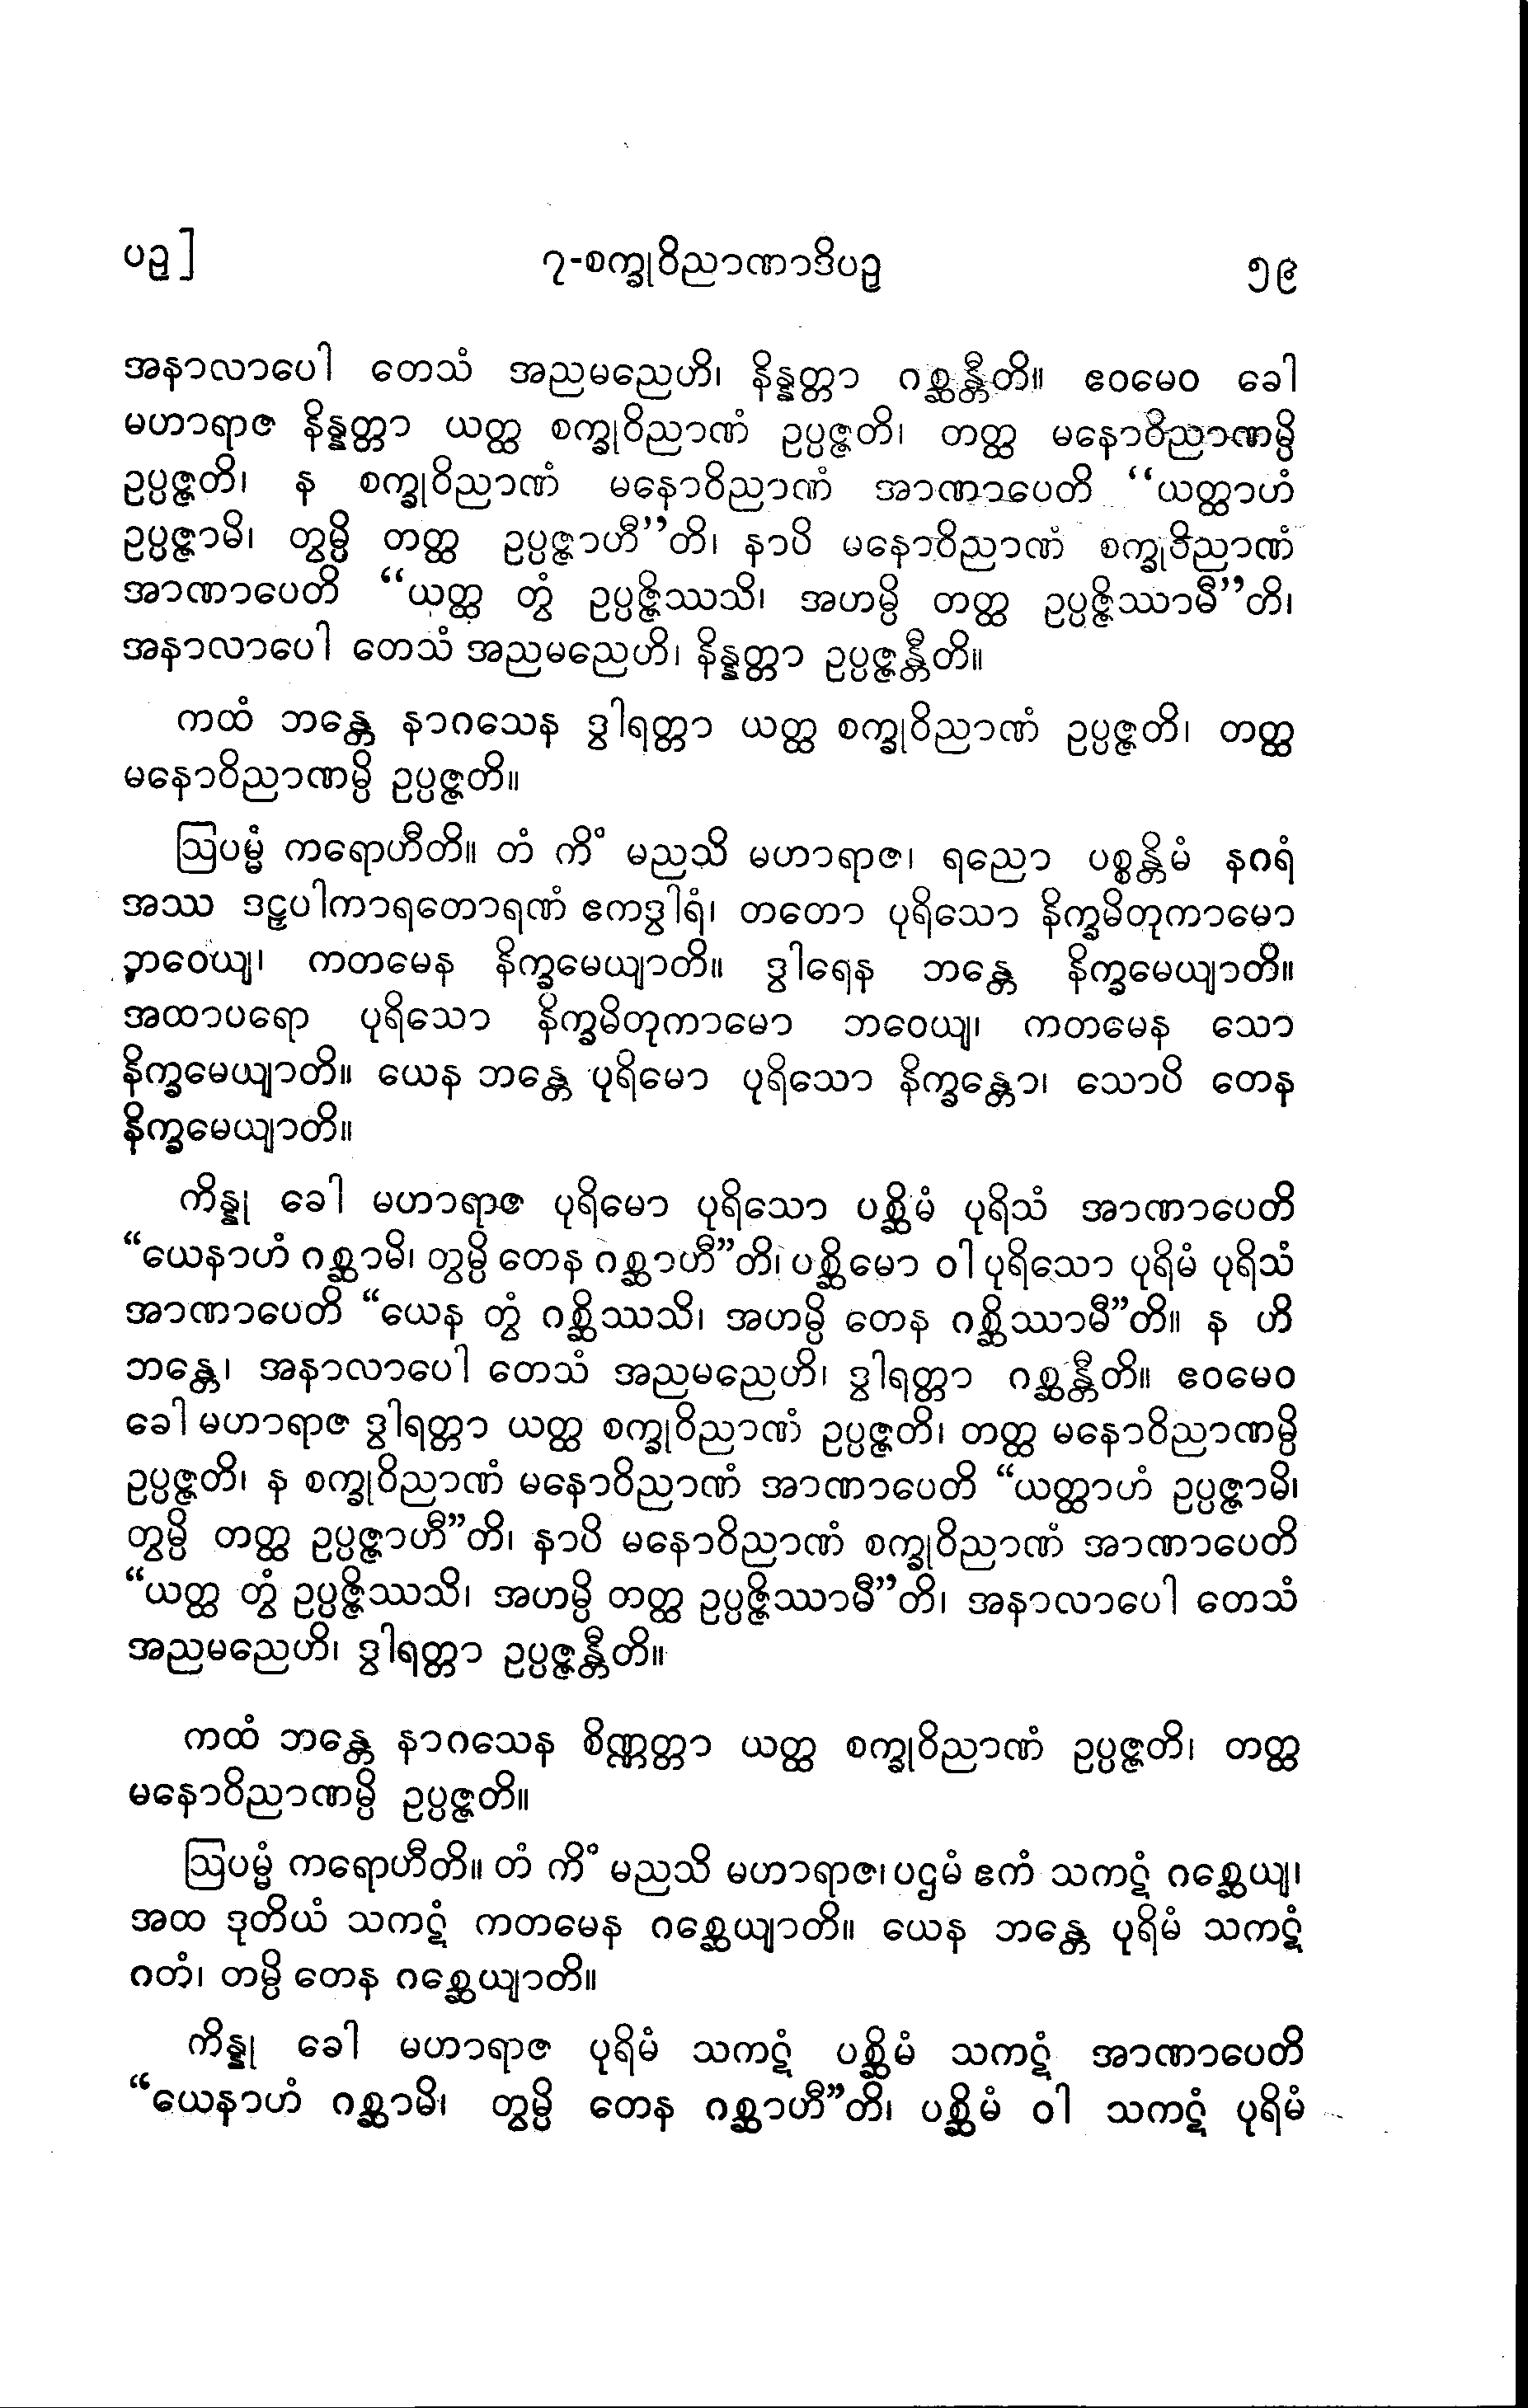 ပဥှ]
၇-စက္ခုဝိညာဏာဒိပဥှ
၅၉
အနာလာပေါ တေသံ အညမညေဟိ၊ နိန္နတ္တာ ဂစ္ဆန္တီတိ။ ဧဝမေဝ ခေါ
မဟာရာဇ နိန္နတ္တာ ယတ္ထ စက္ခုဝိညာဏံ ဥပ္ပဇ္ဇတိ၊ တတ္ထ မနောဝိညာဏမ္ပိ
ဥပ္ပဇ္ဇတိ၊ န စက္ခုဝိညာဏံ မနောဝိညာဏံ အာဏာပေတိ “ယတ္ထာဟံ
ဥပ္ပဇ္ဇာမိ၊ တွမ္ပိ တတ္ထ ဥပ္ပဇ္ဇာဟီ”တိ၊ နာပိ မနောဝိညာဏံ စက္ခုဝိညာဏံ
အာဏာပေတိ “ယတ္ထ တွံ ဥပ္ပဇ္ဇိဿသိ၊ အဟမ္ပိ တတ္ထ ဥပ္ပဇ္ဇိဿာမီ”တိ၊
အနာလာပေါ တေသံ အညမညေဟိ၊ နိန္နတ္တာ ဥပ္ပဇ္ဇန္တီတိ။
ကထံ ဘန္တေ နာဂသေန ဒွါရတ္တာ ယတ္ထ စက္ခုဝိညာဏံ ဥပ္ပဇ္ဇတိ၊ တတ္ထ
မနောဝိညာဏမ္ပိ ဥပ္ပဇ္ဇတိ။
ဩပမ္မံ ကရောဟီတိ။ တံ ကိံ မညသိ မဟာရာဇ၊ ရညော ပစ္စန္တိမံ နဂရံ
အဿ ဒဠှပါကာရတောရဏံ ဧကဒွါရံ၊ တတော ပုရိသော နိက္ခမိတုကာမော
ဘဝေယျ၊ ကတမေန နိက္ခမေယျာတိ။ ဒွါရေန ဘန္တေ နိက္ခမေယျာတိ။
အထာပရော ပုရိသော နိက္ခမိတုကာမော ဘဝေယျ၊ ကတမေန သော
နိက္ခမေယျာတိ။ ယေန ဘန္တေ ပုရိမော ပုရိသော နိက္ခန္တော၊ သောပိ တေန
နိက္ခမေယျာတိ။
ကိန္နု ခေါ မဟာရာဇ ပုရိမော ပုရိသော ပစ္ဆိမံ ပုရိသံ အာဏာပေတိ
“ယေနာဟံ ဂစ္ဆာမိ၊ တွမ္ပိ တေန ဂစ္ဆာဟီ”တိ၊ ပစ္ဆိမော ဝါ ပုရိသော ပုရိမံ ပုရိသံ
အာဏာပေတိ “ယေန တွံ ဂစ္ဆိဿသိ၊ အဟမ္ပိ တေန ဂစ္ဆိဿာမီ”တိ။ န ဟိ
ဘန္တေ၊ အနာလာပေါ တေသံ အညမညေဟိ၊ ဒွါရတ္တာ ဂစ္ဆန္တီတိ။ ဧဝမေဝ
ခေါ မဟာရာဇ ဒွါရတ္တာ ယတ္ထ စက္ခုဝိညာဏံ ဥပ္ပဇ္ဇတိ၊ တတ္ထ မနောဝိညာဏမ္ပိ
ဥပ္ပဇ္ဇတိ၊ န စက္ခုဝိညာဏံ မနောဝိညာဏံ အာဏာပေတိ “ယတ္ထာဟံ ဥပ္ပဇ္ဇာမိ၊
တွမ္ပိ တတ္ထ ဥပ္ပဇ္ဇာဟီ”တိ၊ နာပိ မနောဝိညာဏံ စက္ခုဝိညာဏံ အာဏာပေတိ
“ယတ္ထ တွံ ဥပ္ပဇ္ဇိဿသိ၊ အဟမ္ပိ တတ္ထ ဥပ္ပဇ္ဇိဿာမီ”တိ၊ အနာလာပေါ တေသံ
အညမညေဟိ၊ ဒွါရတ္တာ ဥပ္ပဇ္ဇန္တီတိ။
ကထံ ဘန္တေ နာဂသေန စိဏ္ဏတ္တာ ယတ္ထ စက္ခုဝိညာဏံ ဥပ္ပဇ္ဇတိ၊ တတ္ထ
မနောဝိညာဏမ္ပိ ဥပ္ပဇ္ဇတိ။
ဩပမ္မံ ကရောဟီတိ။ တံ ကိံ မညသိ မဟာရာဇ၊ ပဌမံ ဧကံ သကဋံ ဂစ္ဆေယျ၊
အထ ဒုတိယံ သကဋံ ကတမေန ဂစ္ဆေယျာတိ။ ယေန ဘန္တေ ပုရိမံ သကဋံ
ဂတံ၊ တမ္ပိ တေန ဂစ္ဆေယျာတိ။
ကိန္နု ခေါ မဟာရာဇ ပုရိမံ သကဋံ ပစ္ဆိမံ သကဋံ အာဏာပေတိ
“ယေနာဟံ ဂစ္ဆာမိ၊ တွမ္ပိ တေန ဂစ္ဆာဟီ”တိ၊ ပစ္ဆိမံ ဝါ သကဋံ ပုရိမံ